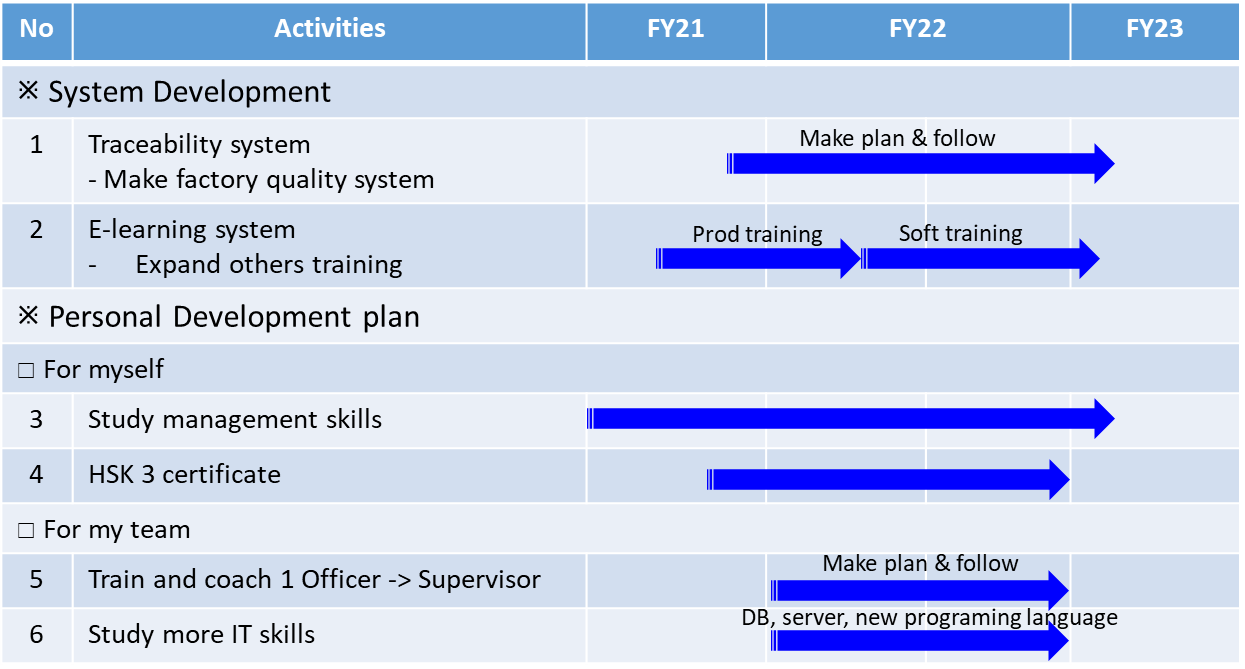 No Activities FY21 FY22 FY23
※ System Development
1 Traceability system
- Make factory quality system
Make plan & follow
2 E-learning system
- Expand others training
Prod training Soft training
※ Personal Development plan
□ For myself
3 Study management skills
4 HSK 3 certificate
□ For my team
5 Train and coach 1 Officer -> Supervisor
Make plan & follow
6 Study more IT skills
DB, server, new programing language